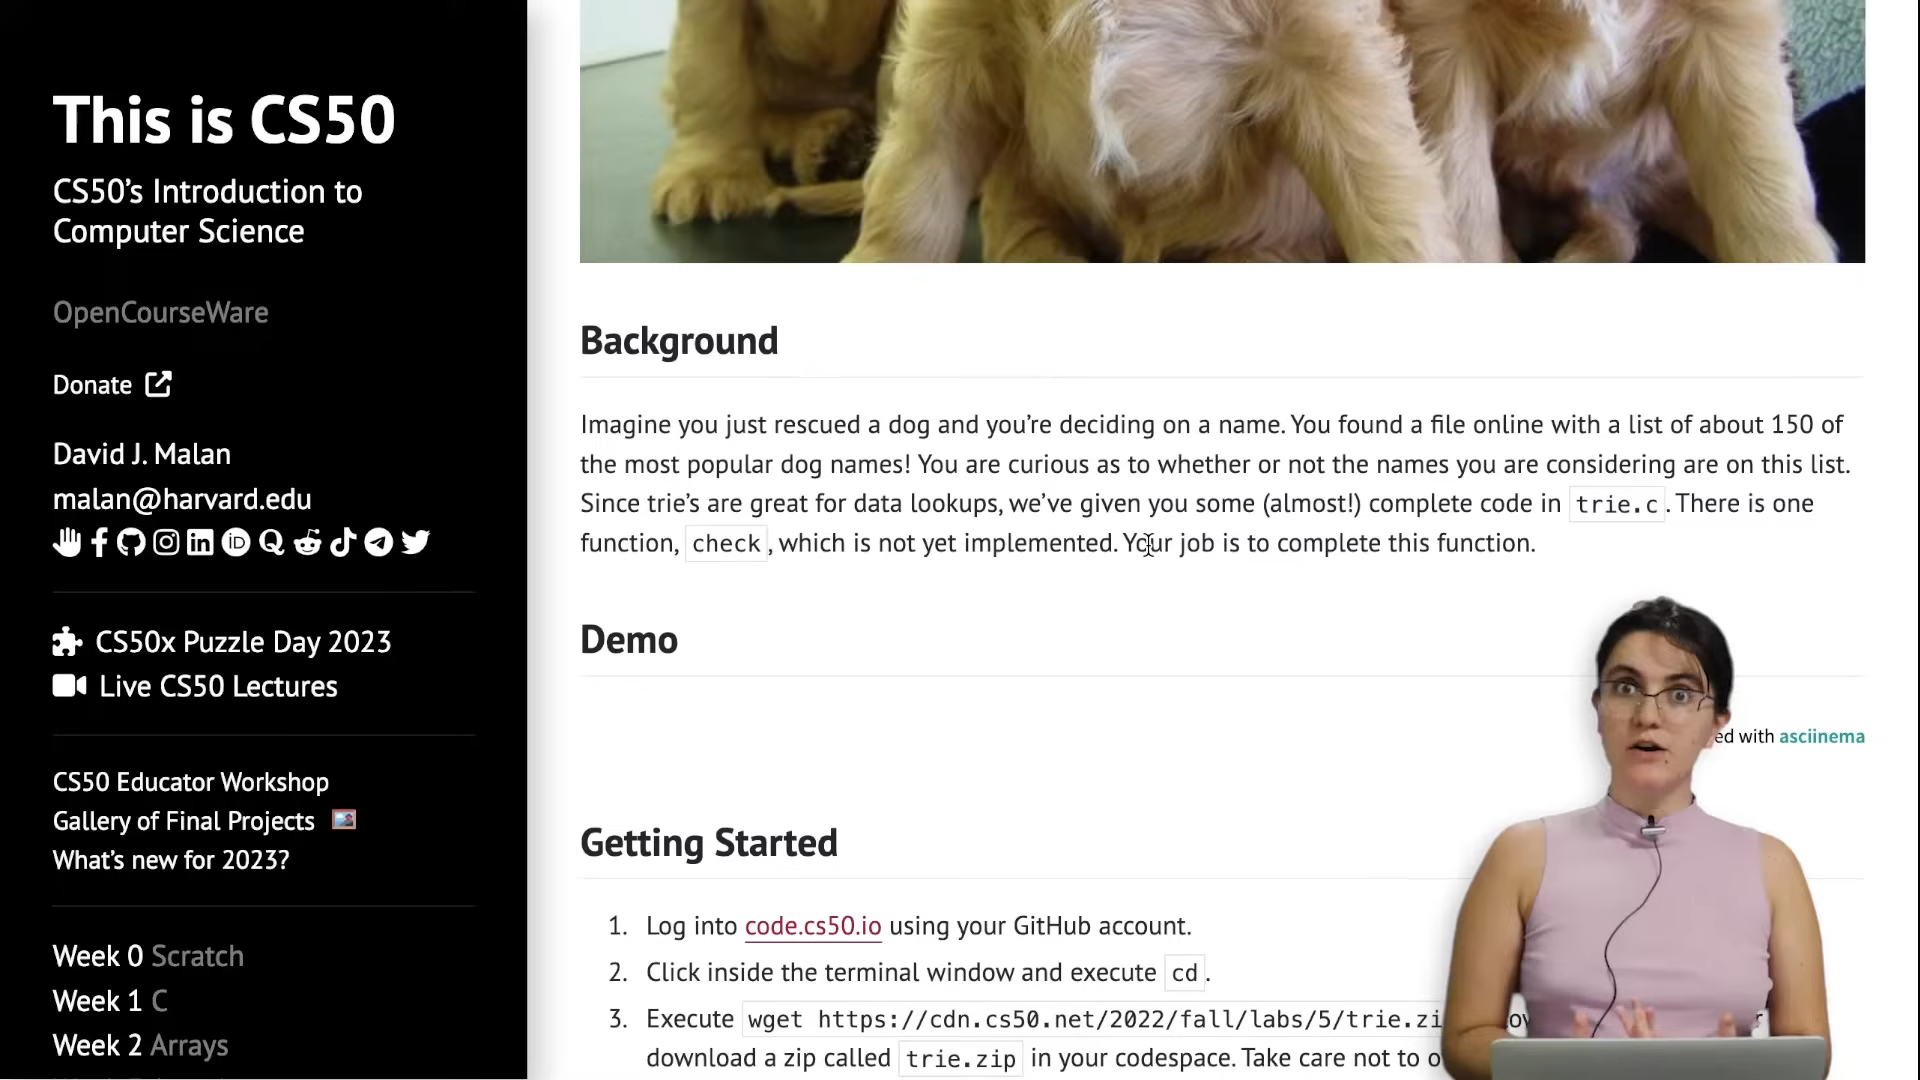 This is CS50
CS50’s Introduction to
Computer Science
OpenCourseWare
Donate
David J. Malan
malan@harvard.edu
CS50x Puzzle Day 2023
Live CS50 Lectures
CS50 Educator Workshop
Gallery of Final Projects
What’s new for 2023?
Week 0 Scratch
Week 1 C
Week 2 Arrays
Background
Imagine you just rescued a dog and you’re deciding on a name. You found a file online with a list of about 150 of
the most popular dog names! You are curious as to whether or not the names you are considering are on this list.
Since trie’s are great for data lookups, we’ve given you some (almost!) complete code in trie.c. There is one
function, check, which is not yet implemented. Your job is to complete this function.
Demo
ed with asciinema
Getting Started
1. Log into code.cs50.io using your GitHub account.
2. Click inside the terminal window and execute cd.
3. Execute wget https://cdn.cs50.net/2022/fall/labs/5/trie.zi
download a zip called trie.zip in your codespace. Take care not to o